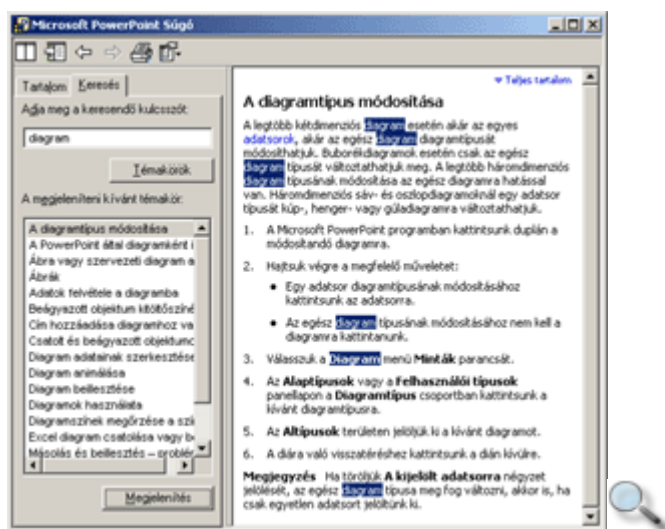 Microsoft PowerPoint Súgó
Tartalom Keresés
Adja meg a keresendő kulcsszót:
diagram
Témakörök
A megjeleníteni kívánt témakör:
A diagramtípus módosítása
A PowerPoint által diagramként i
Ábra vagy szervezeti diagram a
Ábrák
Adatok felvétele a diagramba
Beágyazott objektum kitöltőszíné
Cím hozzáadása diagramhoz va
Csatolt és beágyazott objektumo
Diagram adatainak szerkesztése
Diagram animálása
Diagram beillesztése
Diagramok használata
Diagramszínek megőrzése a szí
Excel diagram csatolása vagy b
Másolás és beillesztés – problér
Megjelenítés
Teljes tartalom
A diagramtípus módosítása
A legtöbb kétdimenziós diagram esetén akár az egyes
adatsorok, akár az egész diagram diagramtípusát
módosíthatjuk. Buborékdiagramok esetén csak az egész
diagram típusát változtathatjuk meg. A legtöbb háromdimenziós
diagram típusának módosítása az egész diagramra hatással
van. Háromdimenziós sáv- és oszlopdiagramoknál egy adatsor
típusát kúp-, henger- vagy gúladiagramra változtathatjuk.
1. A Microsoft PowerPoint programban kattintsunk duplán a
módosítandó diagramra.
2. Hajtsuk végre a megfelelő műveletet:
• Egy adatsor diagramtípusának módosításához
kattintsunk az adatsorra.
• Az egész diagram típusának módosításához nem kell a
diagramra kattintanunk.
3. Válasszuk a Diagram menü Minták parancsát.
4. Az Alaptípusok vagy a Felhasználói típusok
panellapon a Diagramtípus csoportban kattintsunk a
kívánt diagramtípusra.
5. Az Altípusok területen jelöljük ki a kívánt diagramot.
6. A diára való visszatéréshez kattintsunk a dián kívülre.
Megjegyzés Ha töröljük A kijelölt adatsorra négyzet
jelölését, az egész diagram típusa meg fog változni, akkor is, ha
csak egyetlen adatsort jelöltünk ki.